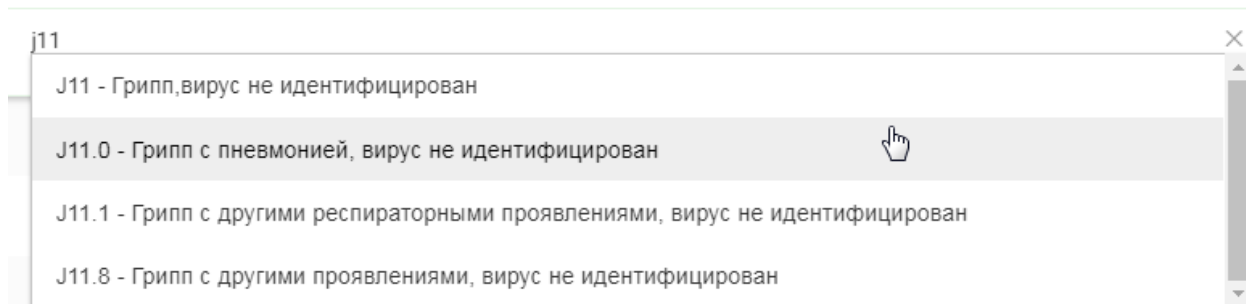 j11
J11 - Грипп,вирус не идентифицирован
J11.0 - Грипп с пневмонией, вирус не идентифицирован
J11.1 - Грипп с другими респираторными проявлениями, вирус не идентифицирован
J11.8 - Грипп с другими проявлениями, вирус не идентифицирован